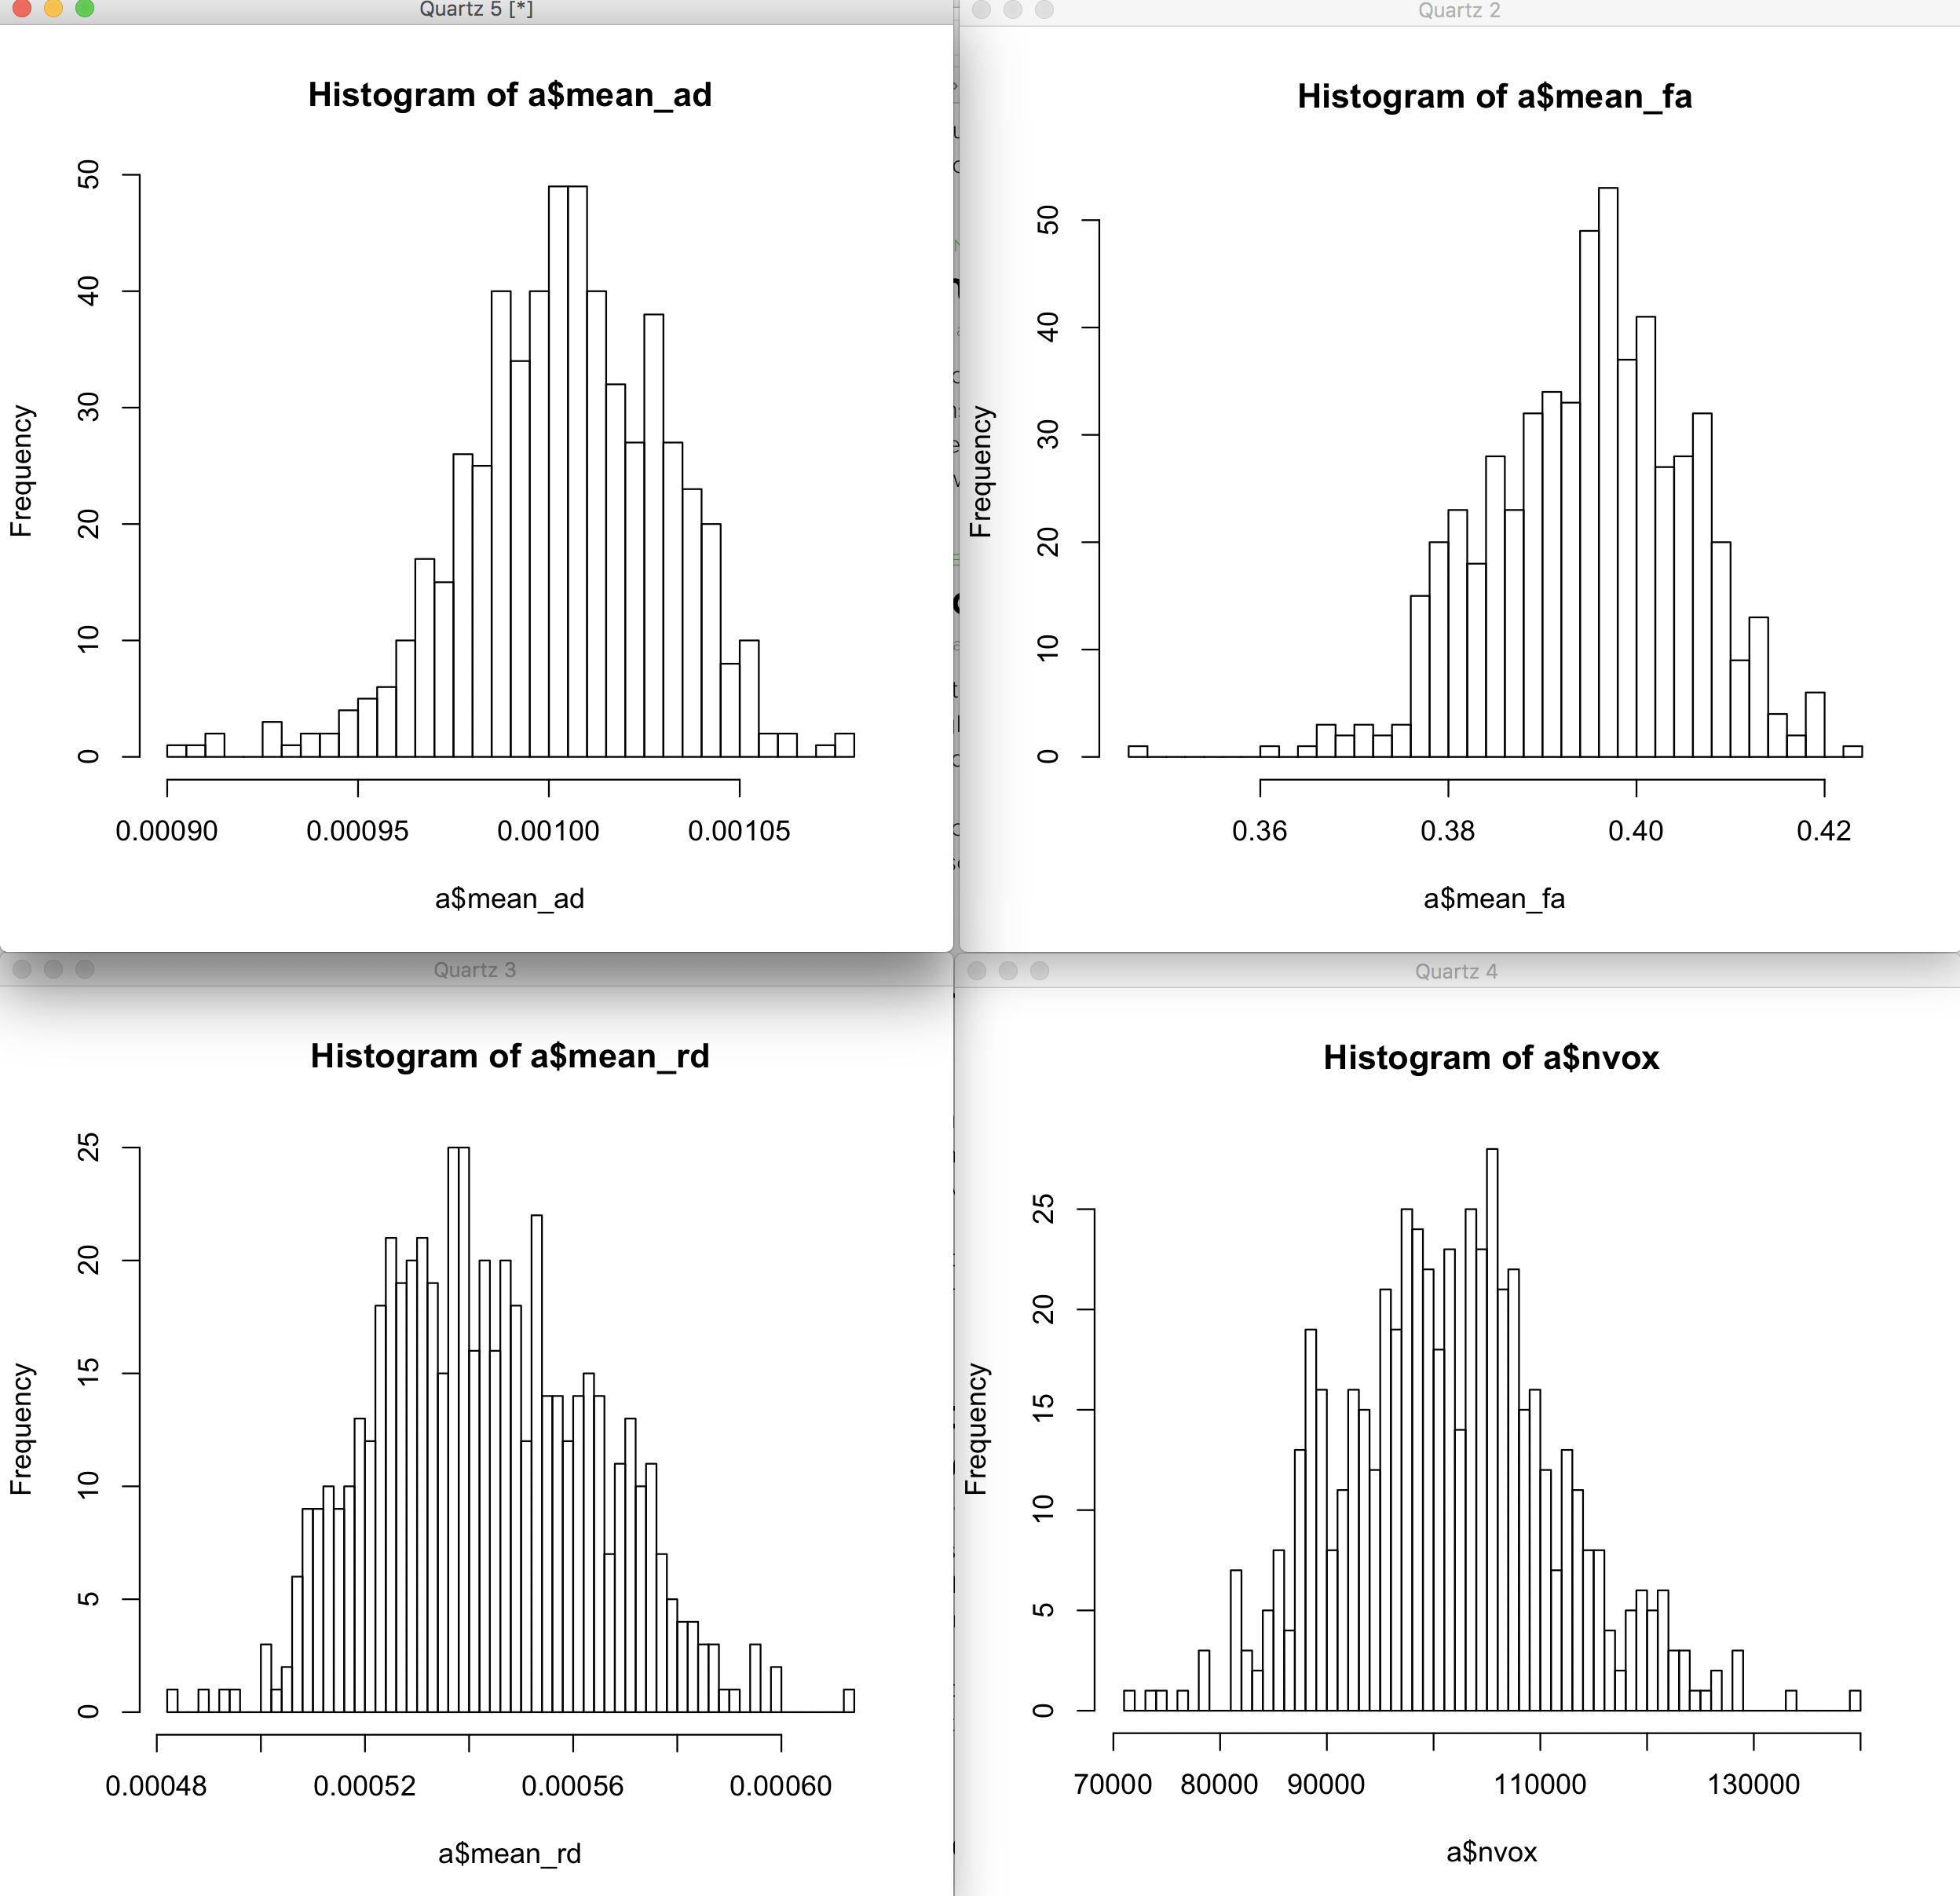 Quartz 5 [*]
Histogram of a$mean_ad
Frequency
0 10 20 30 40 50
0.00090 0.00095 0.00100 0.00105
a$mean_ad
Quartz 2
Histogram of a$mean_fa
Frequency
0 10 20 30 40 50
0.36 0.38 0.40 0.42
a$mean_fa
Quartz 3
Histogram of a$mean_rd
Frequency
0 5 10 15 20 25
0.00048 0.00052 0.00056 0.00060
a$mean_rd
Quartz 4
Histogram of a$nvox
Frequency
0 5 10 15 20 25
70000 80000 90000 110000 130000
a$nvox